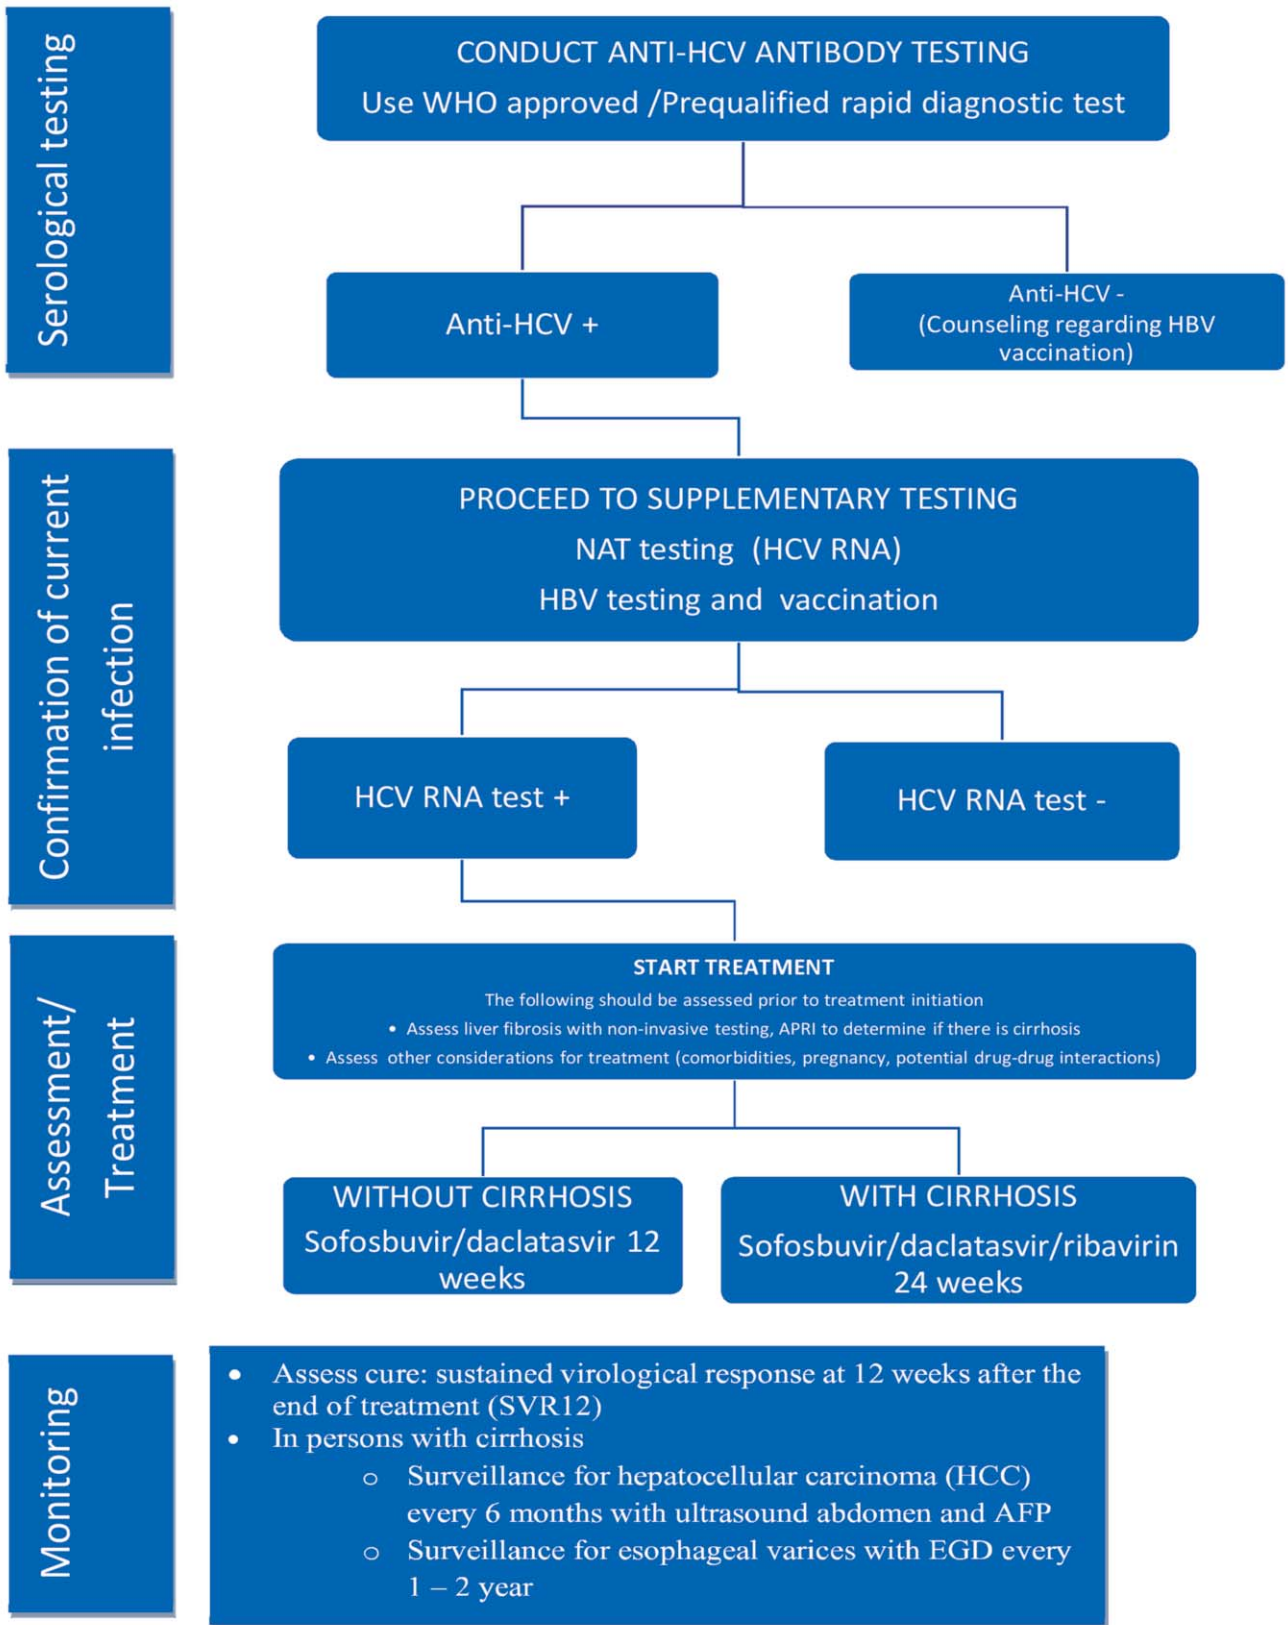 Serological testing
CONDUCT ANTI-HCV ANTIBODY TESTING
Use WHO approved /Prequalified rapid diagnostic test
Anti-HCV +
Anti-HCV -
(Counseling regarding HBV
vaccination)
Confirmation of current
infection
PROCEED TO SUPPLEMENTARY TESTING
NAT testing (HCV RNA)
HBV testing and vaccination
HCV RNA test +
HCV RNA test -
Assessment/
Treatment
START TREATMENT
The following should be assessed prior to treatment initiation
• Assess liver fibrosis with non-invasive testing, APRI to determine if there is cirrhosis
• Assess other considerations for treatment (comorbidities, pregnancy, potential drug-drug interactions)
WITHOUT CIRRHOSIS
Sofosbuvir/daclatasvir 12
weeks
WITH CIRRHOSIS
Sofosbuvir/daclatasvir/ribavirin
24 weeks
Monitoring
• Assess cure: sustained virological response at 12 weeks after the
end of treatment (SVR12)
• In persons with cirrhosis
o Surveillance for hepatocellular carcinoma (HCC)
every 6 months with ultrasound abdomen and AFP
o Surveillance for esophageal varices with EGD every
1 – 2 year